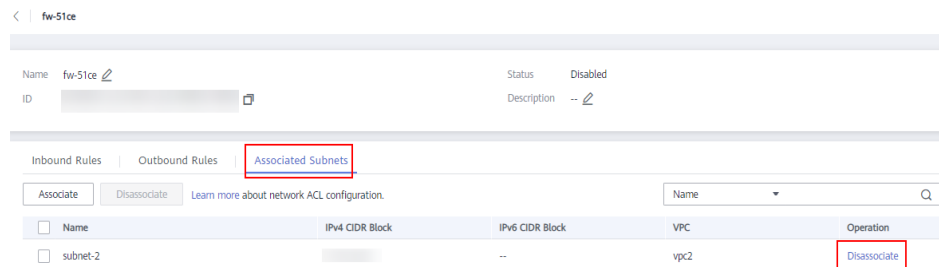 fw-51ce
Name fw-51ce Status Disabled
ID Description --
Inbound Rules Outbound Rules Associated Subnets
Associate Disassociate Learn more about network ACL configuration. Name
Name IPv4 CIDR Block IPv6 CIDR Block VPC Operation
subnet-2 -- vpc2 Disassociate